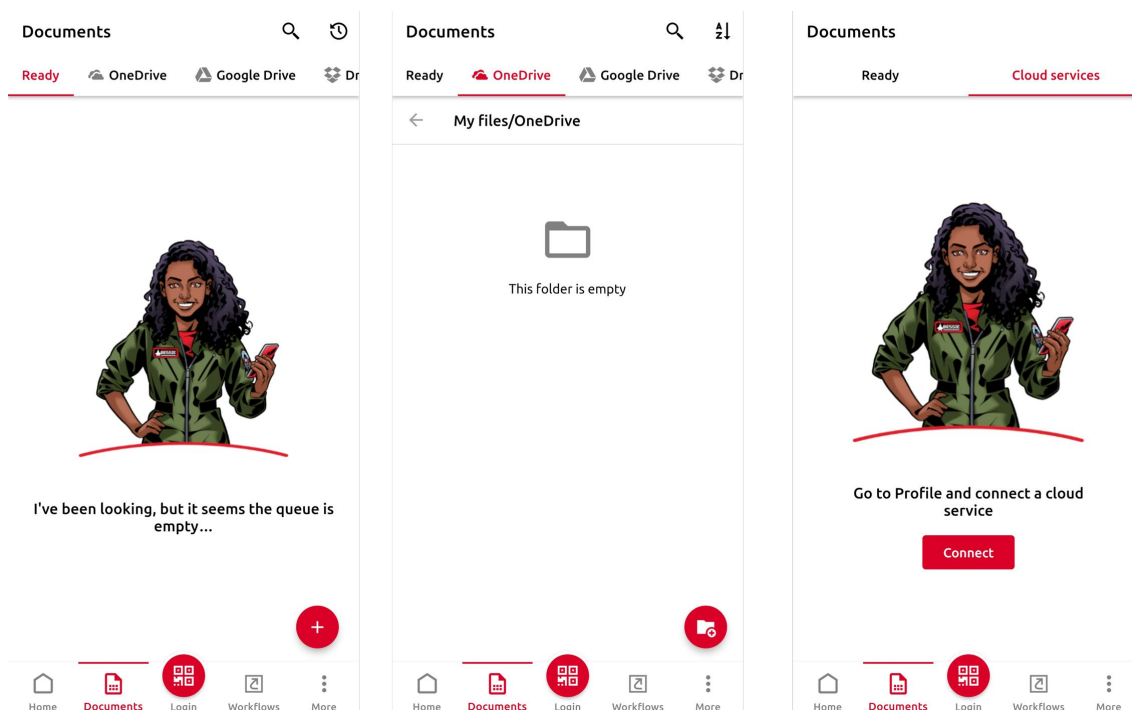 Documents
Ready OneDrive Google Drive Dr
I've been looking, but it seems the queue is
empty...
Home Documents Login Workflows More
Documents
Ready OneDrive Google Drive Dr
My files/OneDrive
This folder is empty
Home Documents Login Workflows More
Documents
Ready Cloud services
Go to Profile and connect a cloud
service
Connect
Home Documents Login Workflows More